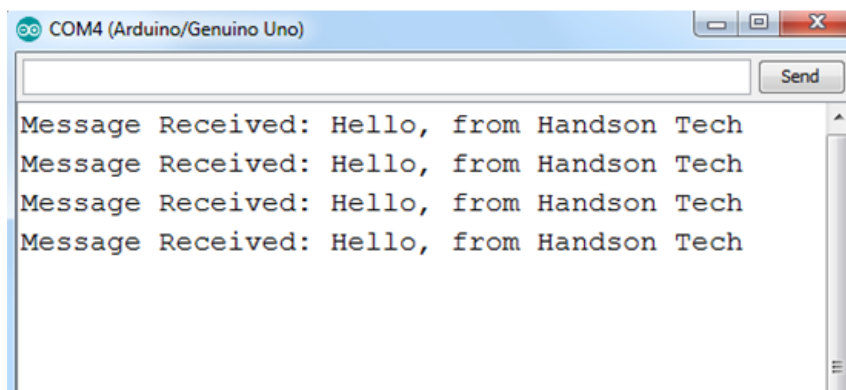 COM4 (Arduino/Genuino Uno)
Send
Message Received: Hello, from Handson Tech
Message Received: Hello, from Handson Tech
Message Received: Hello, from Handson Tech
Message Received: Hello, from Handson Tech